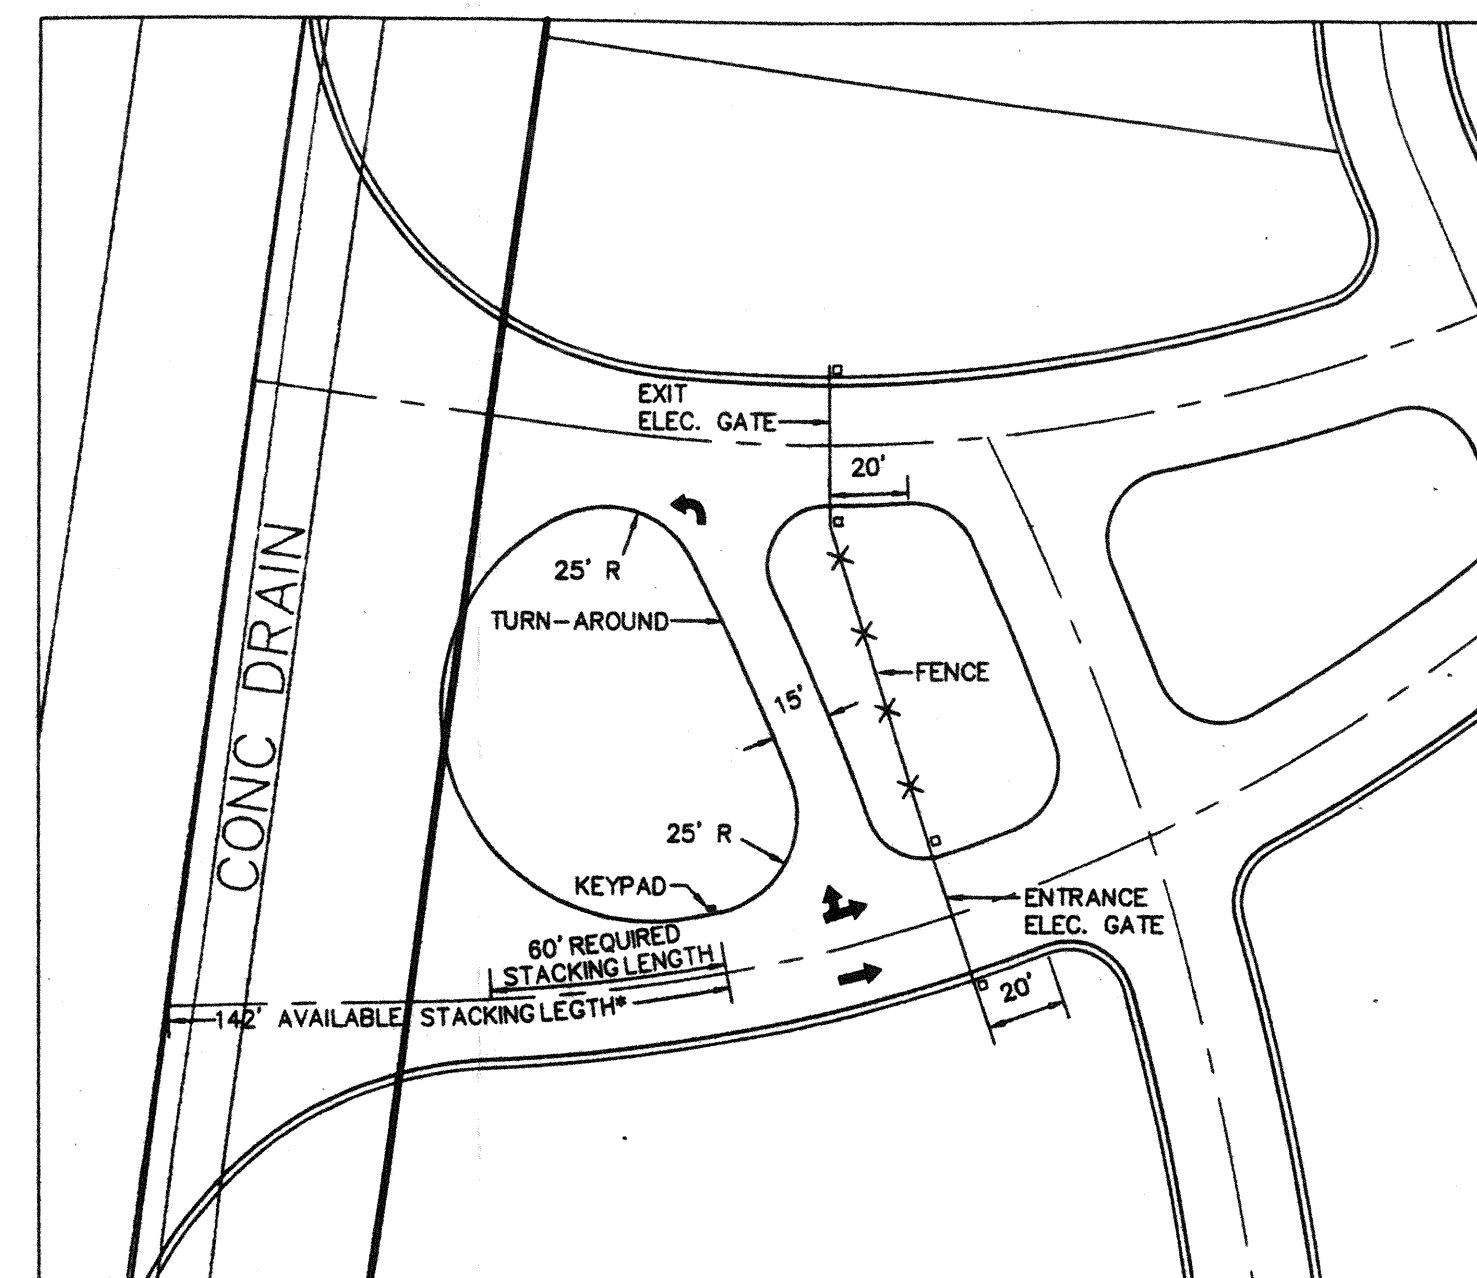 EXIT
ELEC. GATE
20'
25' R
TURN-AROUND
FENCE
15'
CONC DRAIN
25' R
KEYPAD
ENTRANCE
ELEC. GATE
60' REQUIRED
STACKING LENGTH
20'
142' AVAILABLE STACKING LEGTH*